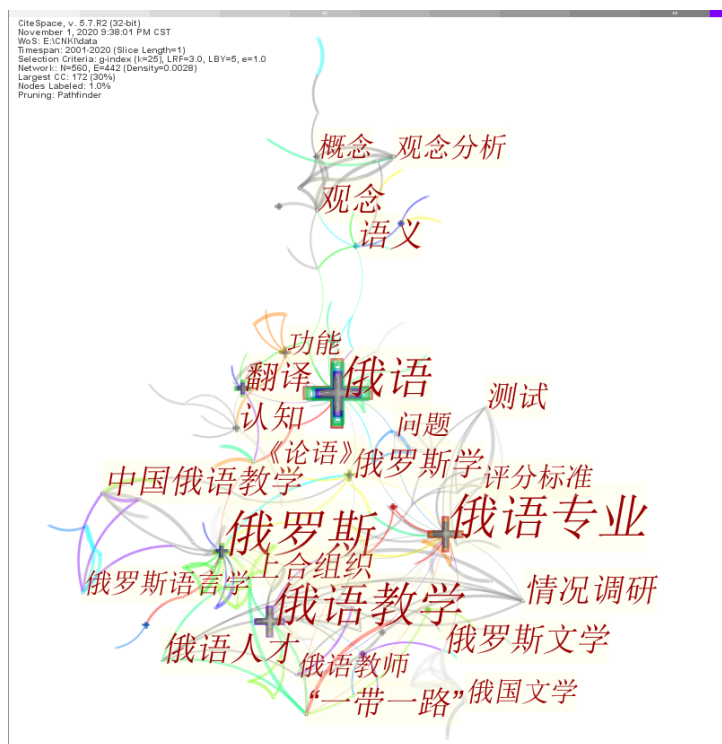 CiteSpace, v. 5.7.R2 (32-bit)
November 1, 2020 9:38:01 PM CST
WoS: E:\CNKI\data
Timespan: 2001-2020 (Slice Length=1)
Selection Criteria: g-index (k=25), LRF=3.0, LBY=5, e=1.0
Network: N=560, E=442 (Density=0.0028)
Largest CC: 172 (30%)
Nodes Labeled: 1.0%
Pruning: Pathfinder
概念 观念分析
观念
语义
功能
翻译 俄语
测试
认知 问题
《论语》 俄罗斯学 评分标准
中国俄语教学
俄罗斯 俄语专业
上合组织
俄罗斯语言学 俄语教学 情况调研
俄语人才 俄罗斯文学
俄语教师
“一带一路” 俄国文学